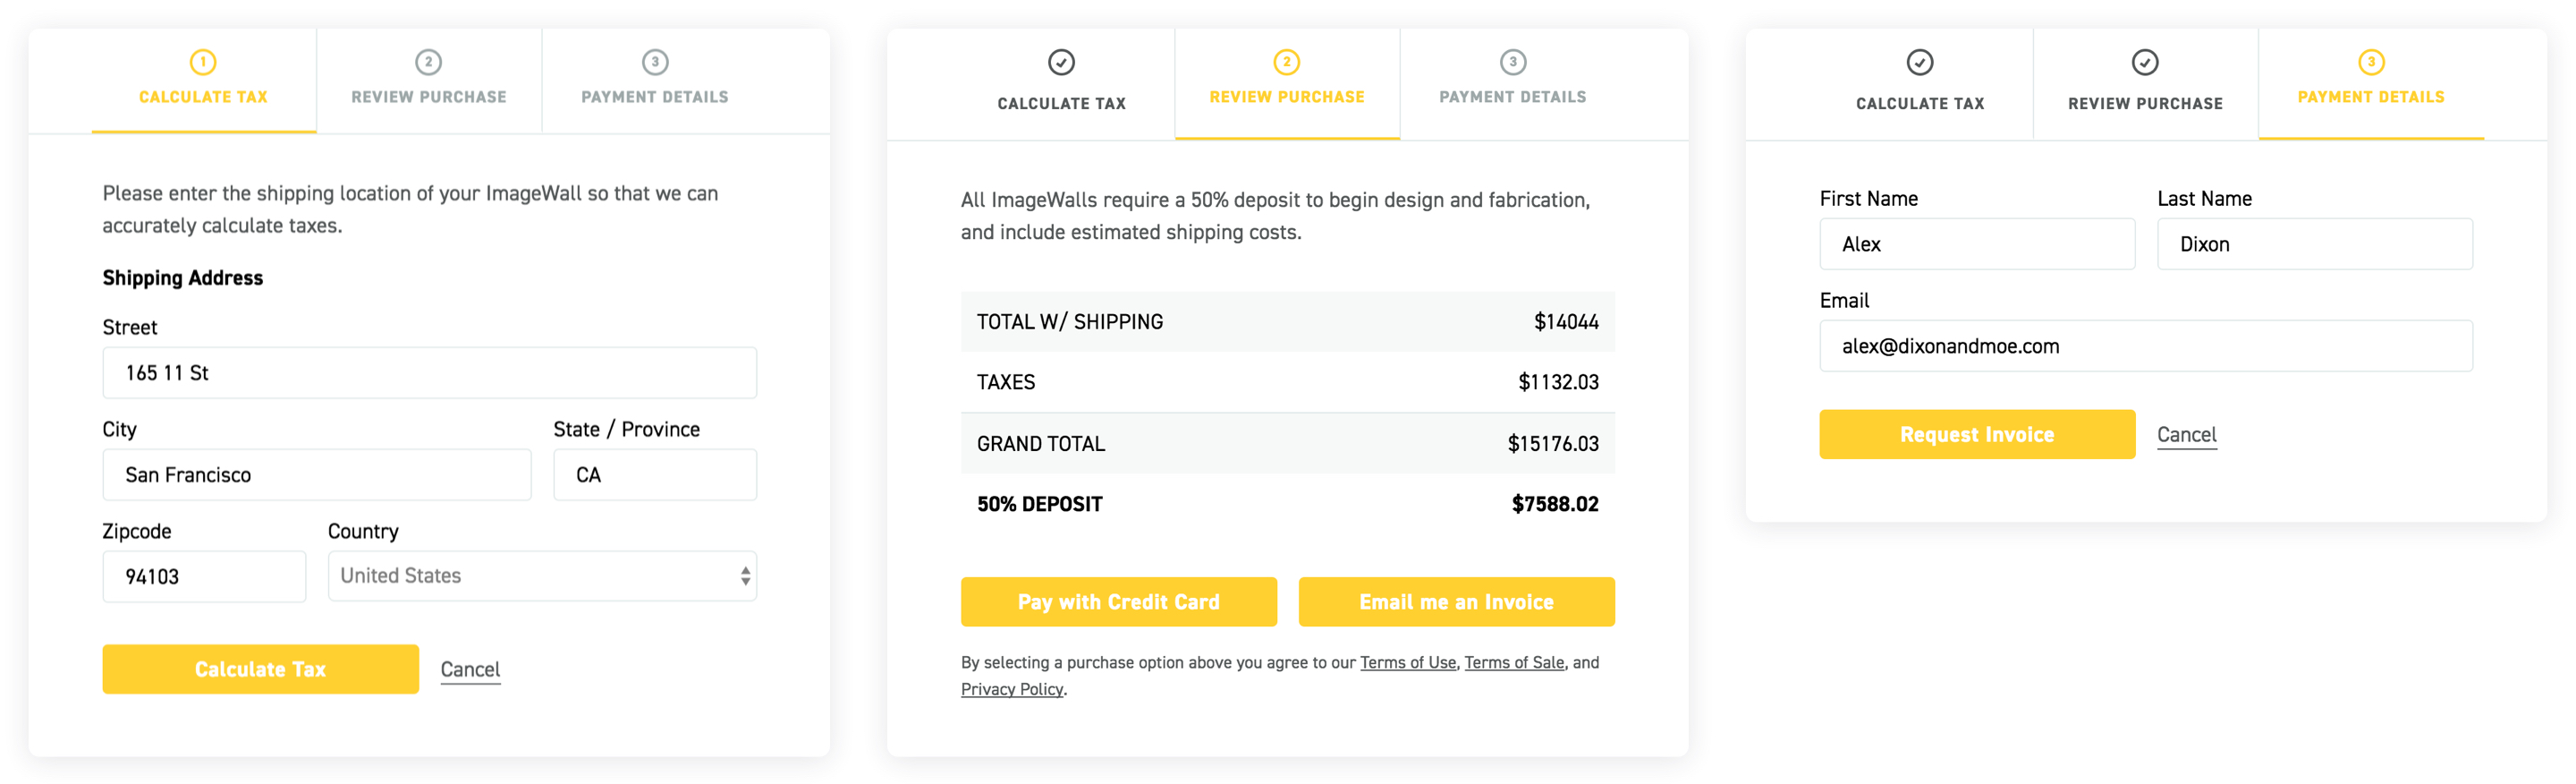 1
CALCULATE TAX
2
REVIEW PURCHASE
3
PAYMENT DETAILS
Please enter the shipping location of your ImageWall so that we can
accurately calculate taxes.
Shipping Address
Street
165 11 St
City
State / Province
San Francisco
CA
Zipcode
Country
94103
United States
Calculate Tax
Cancel
CALCULATE TAX
2
REVIEW PURCHASE
3
PAYMENT DETAILS
All ImageWalls require a 50% deposit to begin design and fabrication,
and include estimated shipping costs.
TOTAL W/ SHIPPING $14044
TAXES $1132.03
GRAND TOTAL $15176.03
50% DEPOSIT $7588.02
Pay with Credit Card
Email me an Invoice
By selecting a purchase option above you agree to our Terms of Use, Terms of Sale, and
Privacy Policy.
CALCULATE TAX
REVIEW PURCHASE
3
PAYMENT DETAILS
First Name
Last Name
Alex
Dixon
Email
alex@dixonandmoe.com
Request Invoice
Cancel